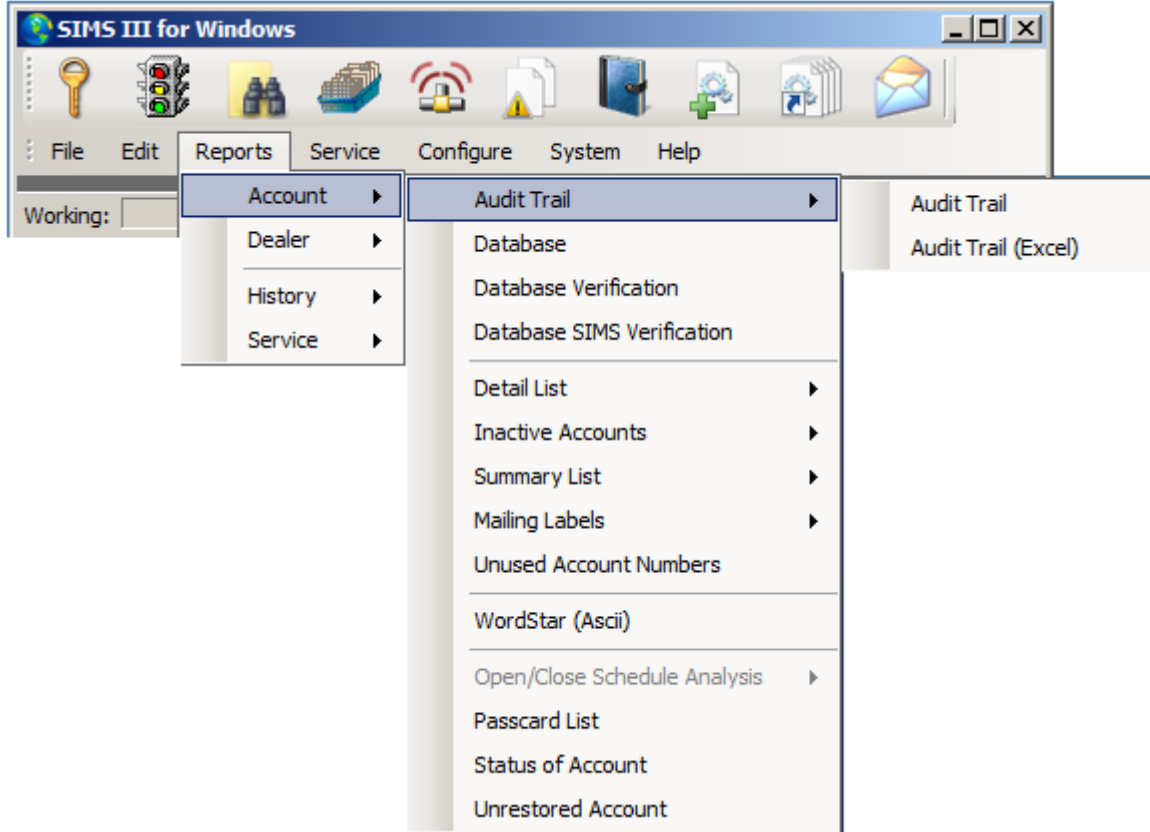 SIMS III for Windows
File Edit Reports Service Configure System Help
Working:
Account
Dealer
History
Service
Audit Trail
Database
Database Verification
Database SIMS Verification
Detail List
Inactive Accounts
Summary List
Mailing Labels
Unused Account Numbers
WordStar (Ascii)
Open/Close Schedule Analysis
Passcard List
Status of Account
Unrestored Account
Audit Trail
Audit Trail (Excel)